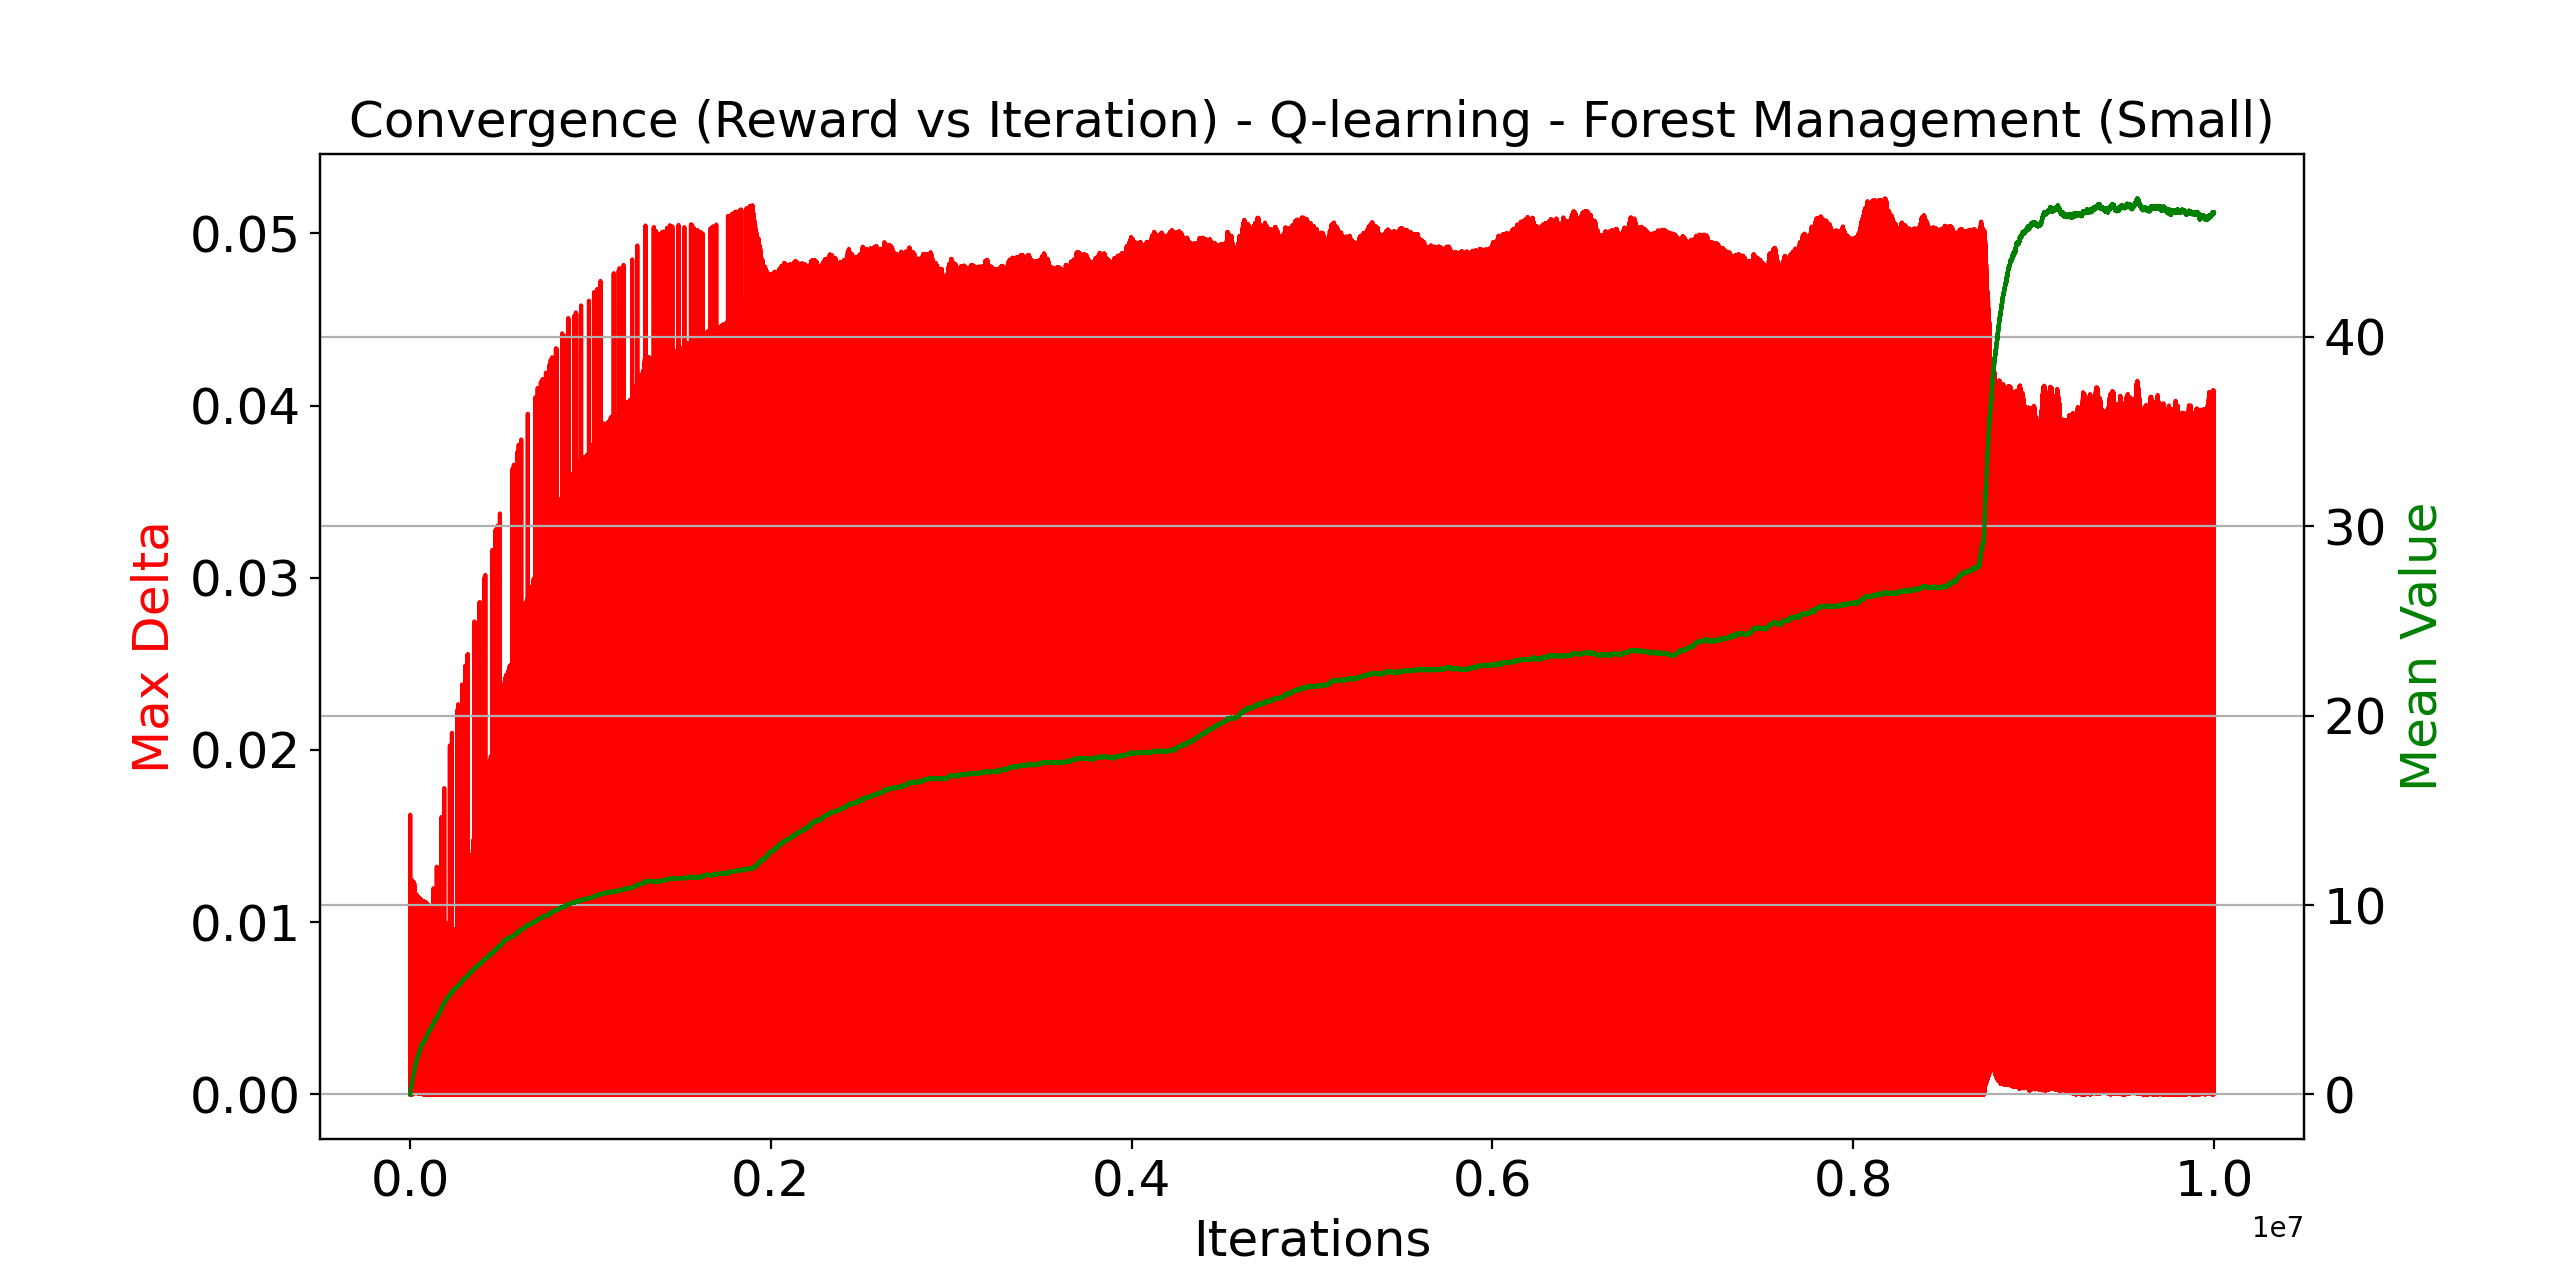 Convergence (Reward vs Iteration) - Q-learning - Forest Management (Small)
Max Delta
0.05
0.04
0.03
0.02
0.01
0.00
40
30
20
10
0
Mean Value
0.0 0.2 0.4 0.6 0.8 1.0
1e7
Iterations